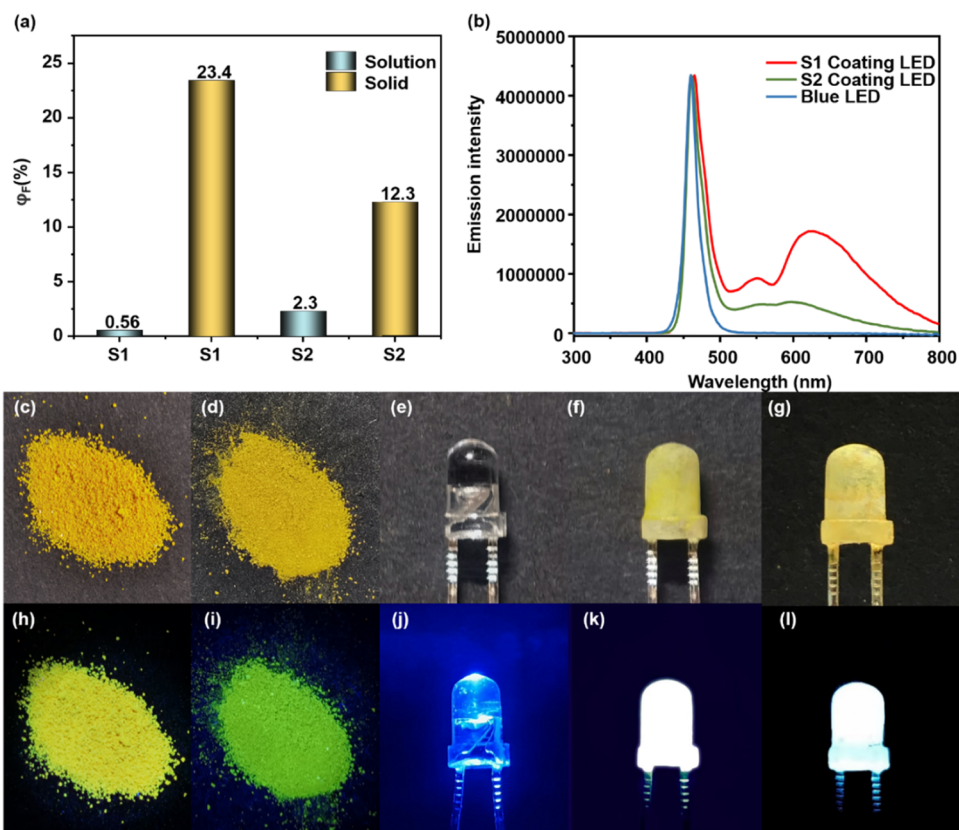 (a)
25
20
15
10
5
0
φF(%)
Solution
Solid
0.56
23.4
2.3
12.3
S1
S1
S2
S2
(b)
5000000
4000000
3000000
2000000
1000000
0
Emission intensity
S1 Coating LED
S2 Coating LED
Blue LED
300
400
500
600
700
800
Wavelength (nm)
(c)
(d)
(e)
(f)
(g)
(h)
(i)
(j)
(k)
(l)